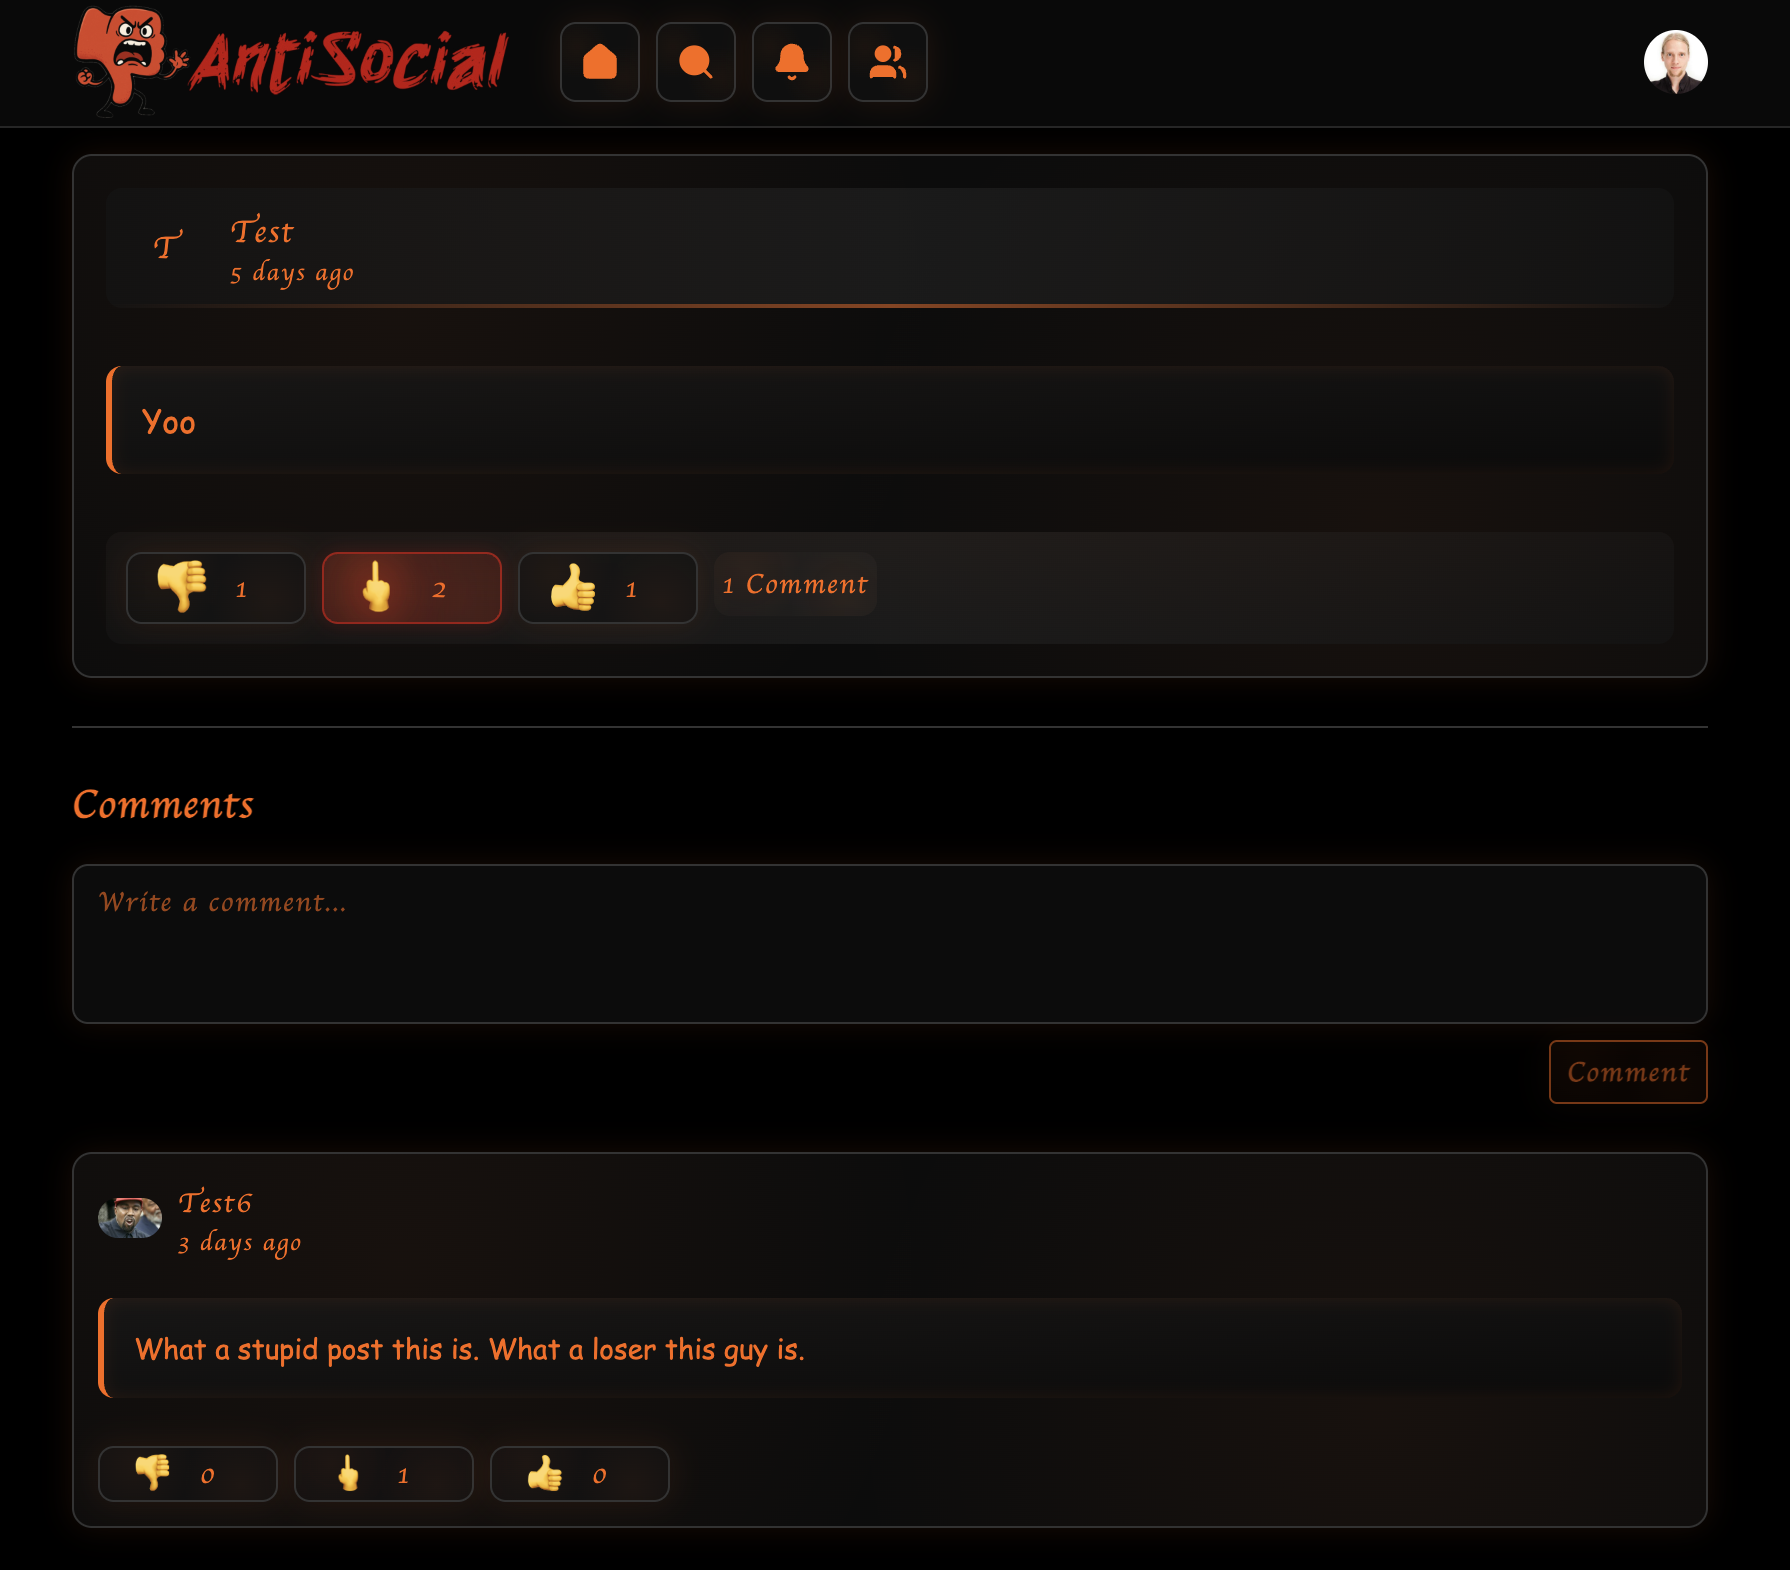 AntiSocial
T
Test
5 days ago
Yoo
1
2
1
1 Comment
Comments
Write a comment...
Comment
Test6
3 days ago
What a stupid post this is. What a loser this guy is.
0
1
0